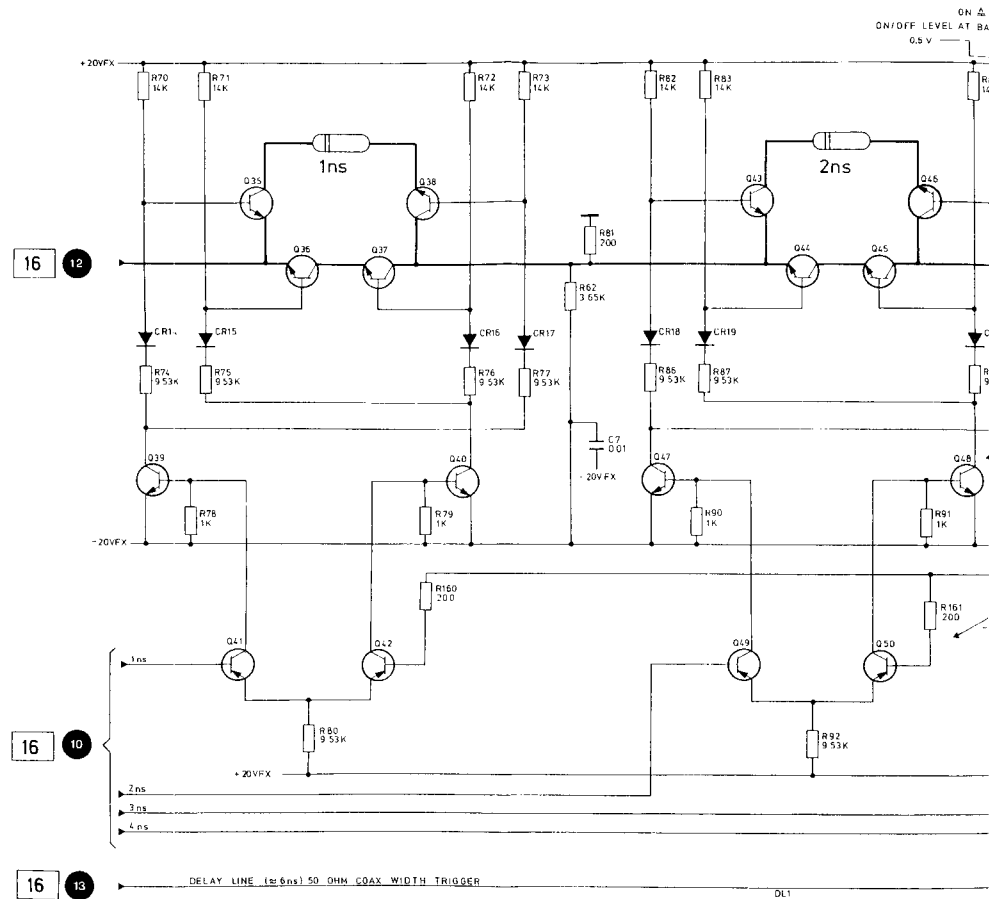 ON
ON/OFF LEVEL AT BA
0.5 V
+20VFX
R70
14K
R71
14K
R72
14K
R73
14K
R82
14K
R83
14K
1ns
2ns
Q35
Q38
Q43
Q46
R81
200
16
12
Q36
Q37
Q44
Q45
R62
3.65K
CR15
CR16
CR17
CR18
CR19
R74
9.53K
R75
9.53K
R76
9.53K
R77
9.53K
R86
9.53K
R87
9.53K
C7
0.01
-20VFX
Q39
Q40
Q47
Q48
R78
1K
R79
1K
R90
1K
R91
1K
-20VFX
R160
200
R161
200
Q41
Q42
Q49
Q50
1ns
R80
9.53K
R92
9.53K
16
10
+20VFX
2ns
3ns
4ns
16
13
DELAY LINE (≈6ns) 50 OHM COAX WIDTH TRIGGER
DL1